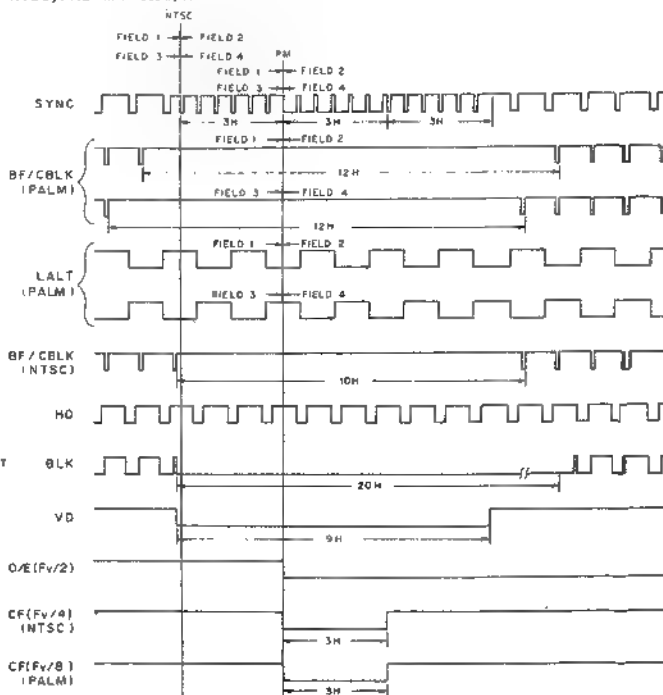 NTSC
FIELD 1 FIELD 2
FIELD 3 FIELD 4
PM
FIELD 1 FIELD 2
FIELD 3 FIELD 4
SYNC
3H 3H 3H
FIELD 1 FIELD 2
BF/CBLK
(PALM)
12H
FIELD 3 FIELD 4
12H
FIELD 1 FIELD 2
LALT
(PALM)
FIELD 3 FIELD 4
BF/CBLK
(NTSC)
10H
HD
T BLK
20H
VD
9H
O/E(Fv/2)
CF(Fv/4)
(NTSC)
3H
CF(Fv/8)
(PALM)
3H